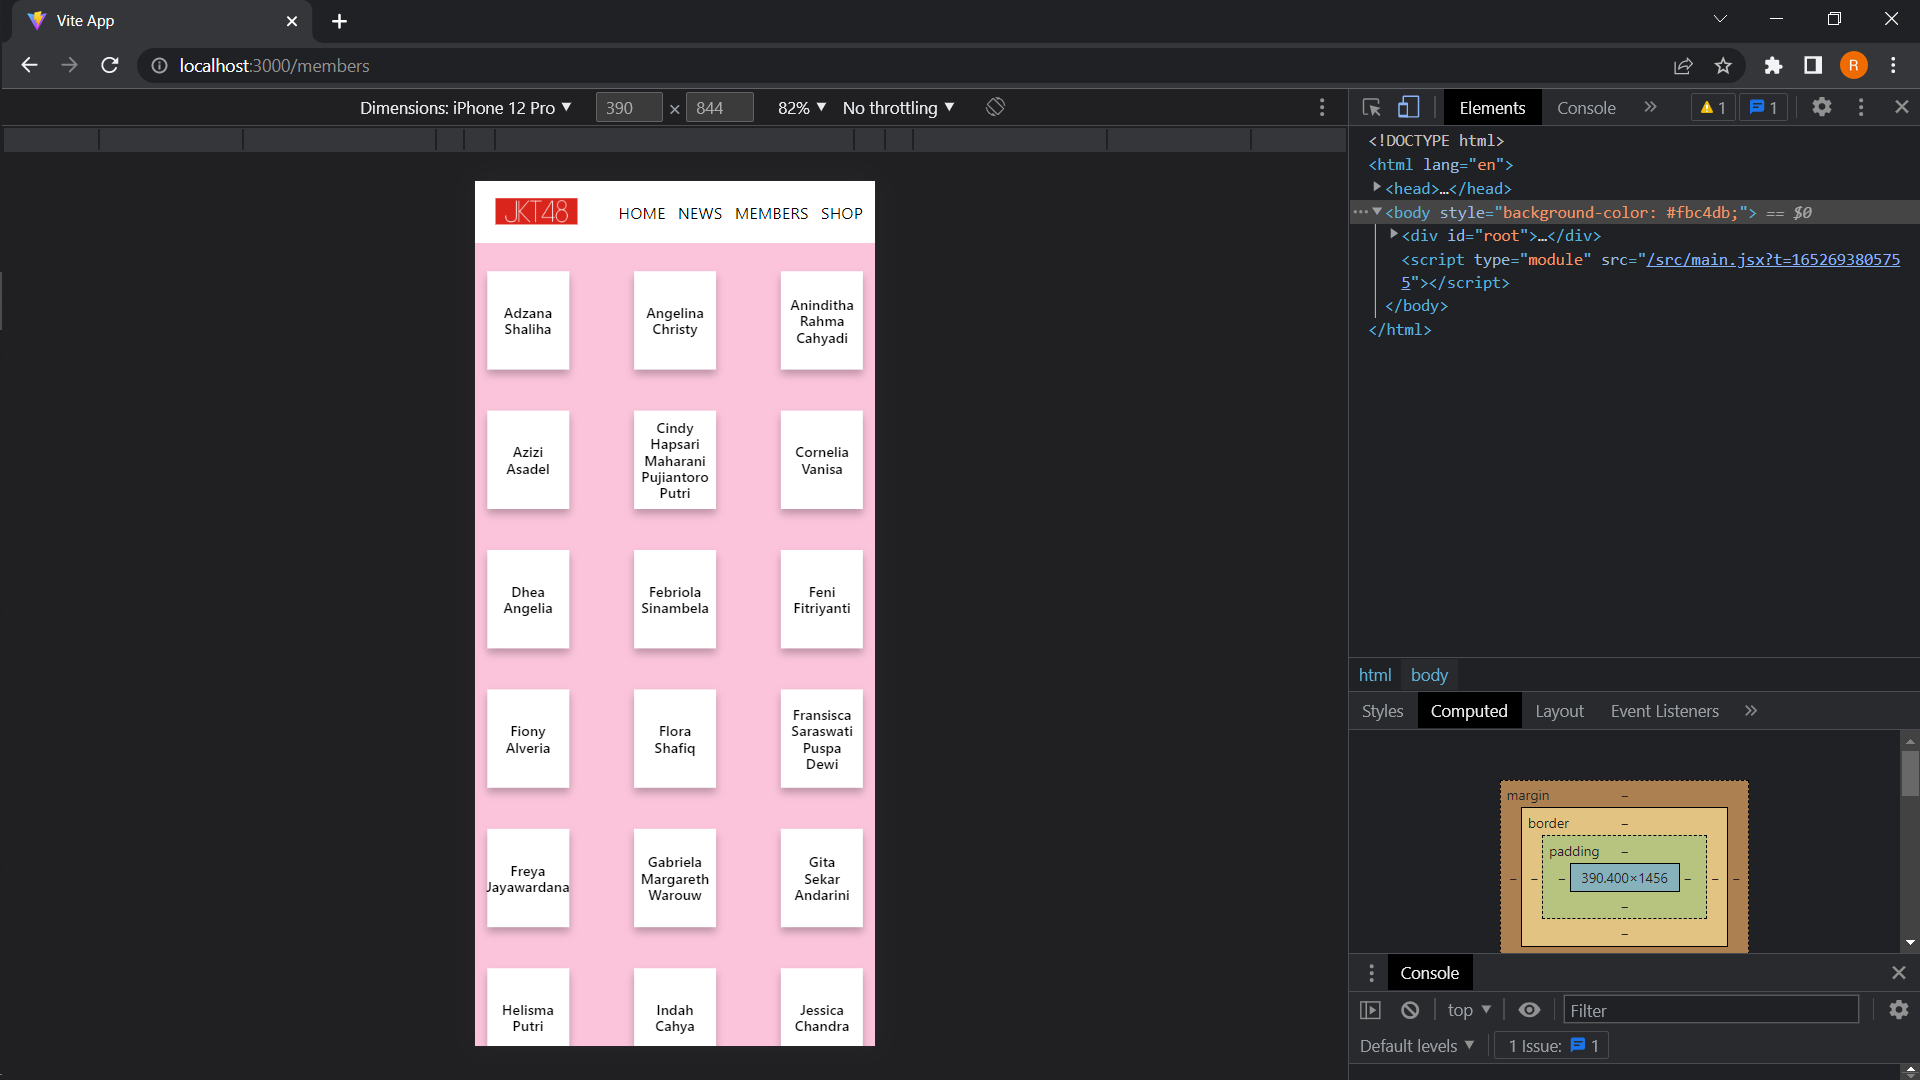 Vite App
localhost:3000/members
R
Dimensions: iPhone 12 Pro
390
×
844
82%
No throttling
Elements
Console
1
1
<!DOCTYPE html>
<html lang="en">
<head>…</head>
<body style="background-color: #fbc4db;"> == $0
<div id="root">…</div>
<script type="module" src="/src/main.jsx?t=165269380575
5"></script>
</body>
</html>
JKT48
HOME
NEWS
MEMBERS
SHOP
Adzana
Shaliha
Angelina
Christy
Aninditha
Rahma
Cahyadi
Azizi
Asadel
Cindy
Hapsari
Maharani
Pujiantoro
Putri
Cornelia
Vanisa
Dhea
Angelia
Febriola
Sinambela
Feni
Fitriyanti
Fiony
Alveria
Flora
Shafiq
Fransisca
Saraswati
Puspa
Dewi
Freya
Jayawardana
Gabriela
Margareth
Warouw
Gita
Sekar
Andarini
Helisma
Putri
Indah
Cahya
Jessica
Chandra
html
body
Styles
Computed
Layout
Event Listeners
margin
–
border
–
padding
–
–
–
–
390.400×1456
–
–
–
–
–
Console
top
Filter
Default levels
1 Issue:
1